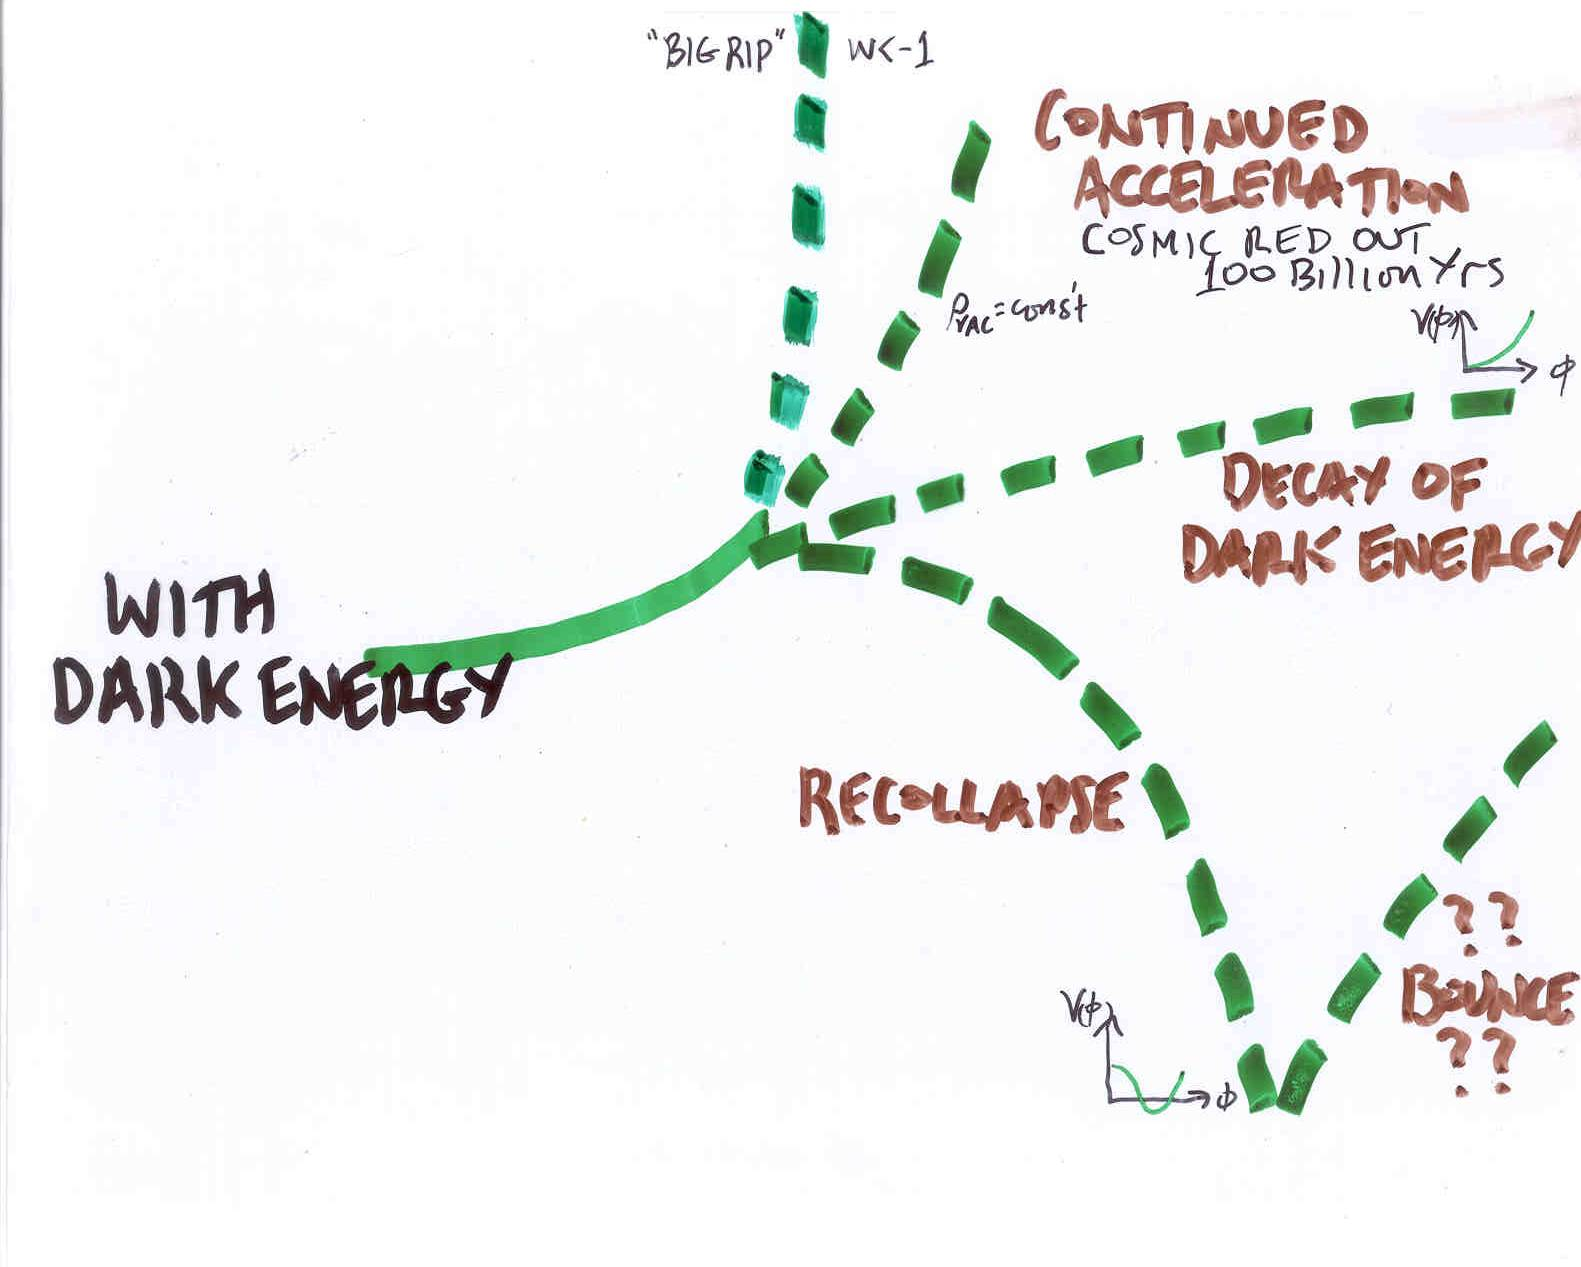 "BIG RIP" W<-1
CONTINUED
ACCELERATION
COSMIC RED OUT
100 Billion Yrs
ρVAC = cons't
V(φ)
φ
DECAY OF
DARK ENERGY
WITH
DARK ENERGY
RECOLLAPSE
??
BOUNCE
??
V(φ)
φ